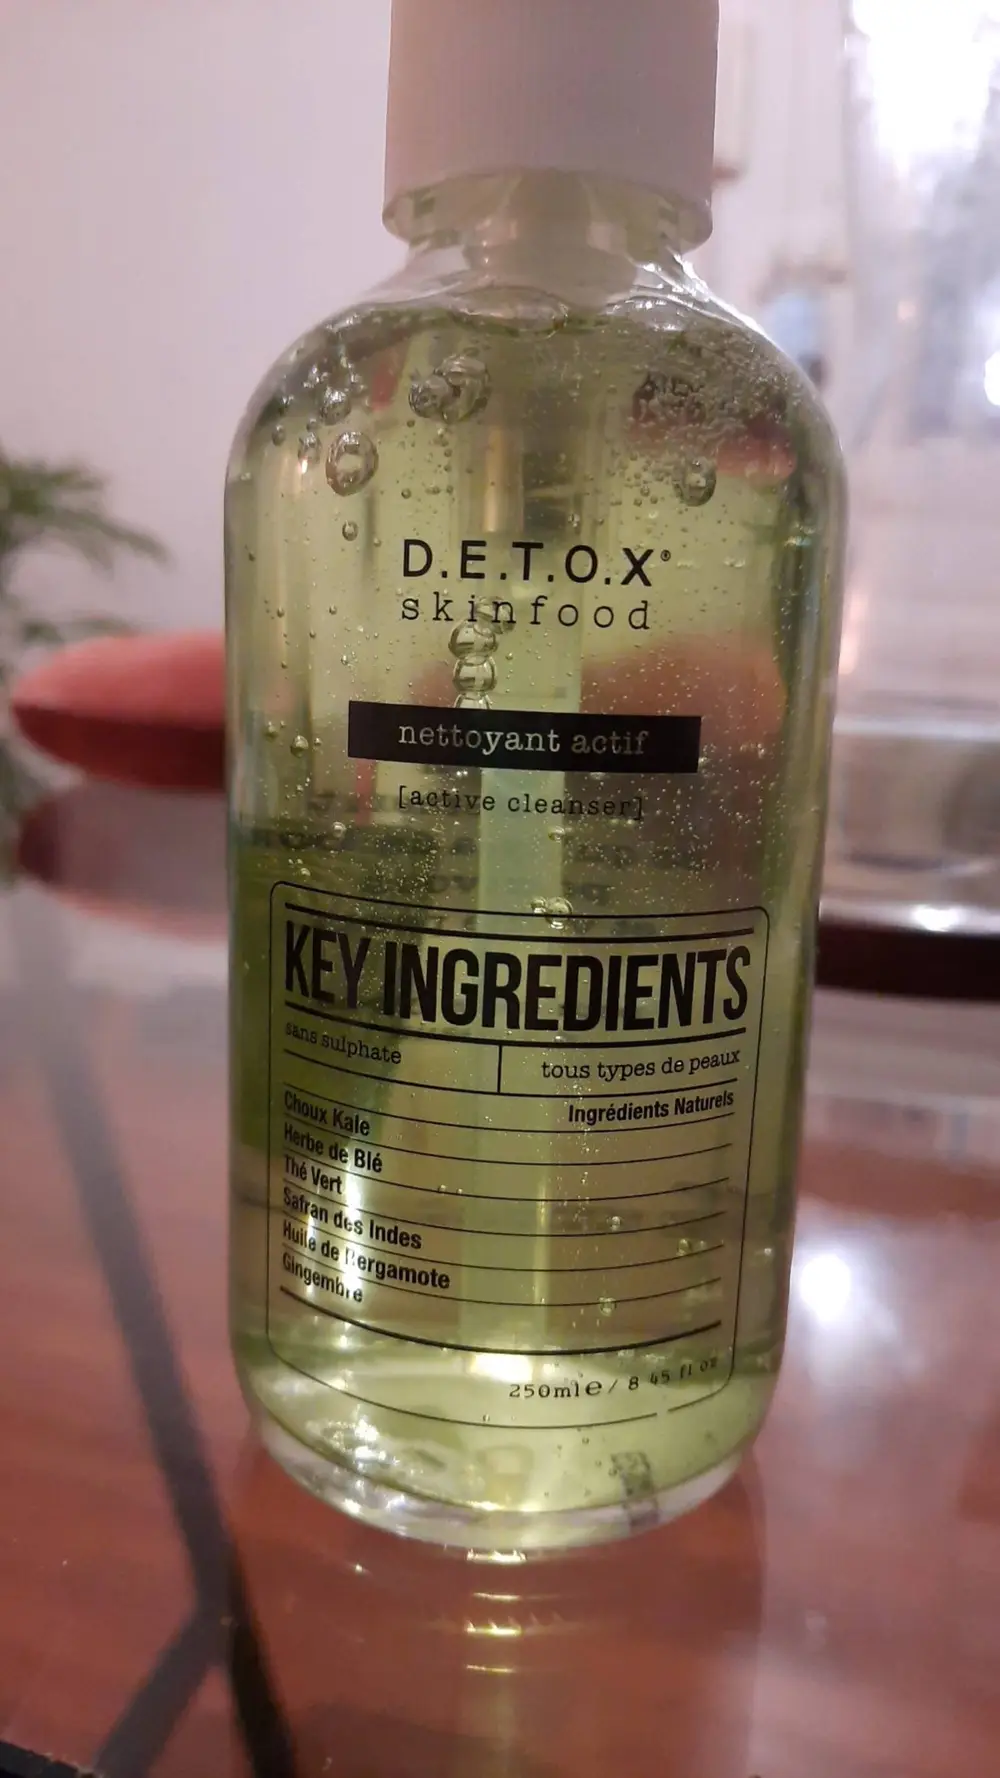 D.E.T.O.X®
skinfood
nettoyant actif
[active cleanser]
KEY INGREDIENTS
sans sulphate
tous types de peaux
Ingrédients Naturels
Choux Kale
Herbe de Blé
Thé Vert
Safran des Indes
Huile de Bergamote
Gingembre
250ml℮/ 8 45 fl oz